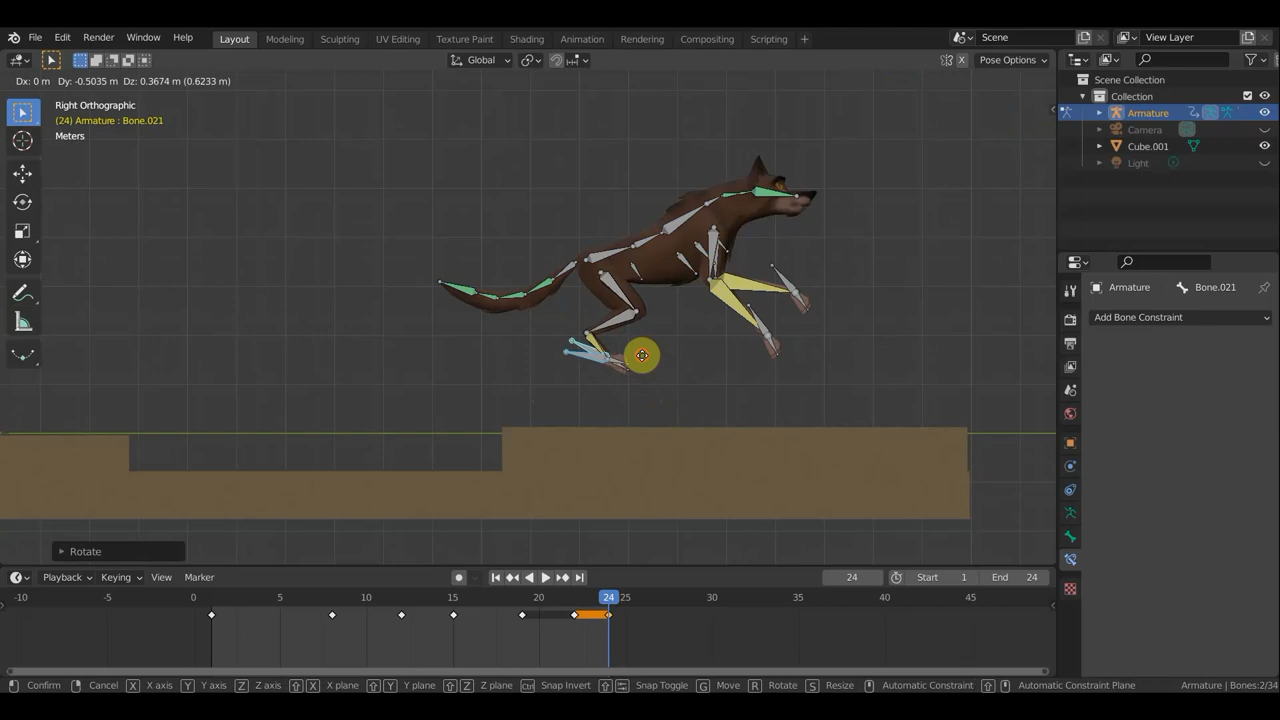 File Edit Render Window Help Layout Modeling Sculpting UV Editing Texture Paint Shading Animation Rendering Compositing Scripting + Scene View Layer
Global X Pose Options
Dx: 0 m Dy: -0.5035 m Dz: 0.3674 m (0.6233 m)
Right Orthographic
(24) Armature : Bone.021
Meters
Scene Collection
Collection
Armature
Camera
Cube.001
Light
Armature Bone.021
Add Bone Constraint
Rotate
Playback Keying View Marker 24 Start 1 End 24
-10 -5 0 5 10 15 20 24 25 30 35 40 45
Confirm Cancel X X axis Y Y axis Z Z axis X X plane Y Y plane Z Z plane Ctrl Snap Invert Snap Toggle G Move R Rotate S Resize Automatic Constraint Automatic Constraint Plane Armature | Bones:2/34